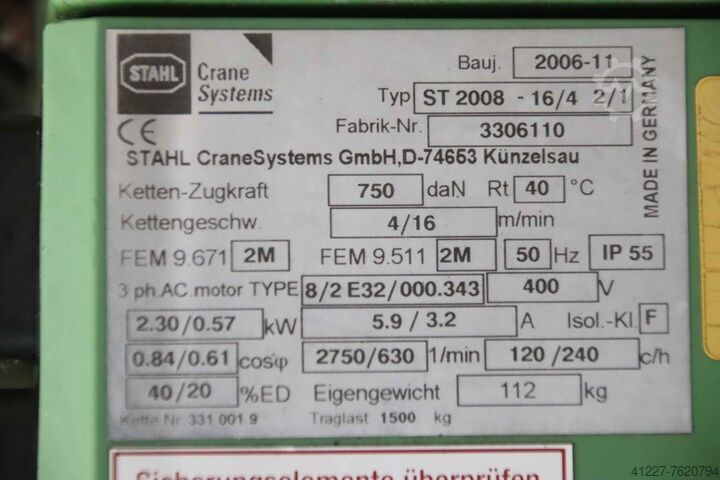 STAHL Crane Systems
Bauj. 2006-11
Typ ST 2008 - 16/4 2/1
Fabrik-Nr. 3306110
CE
STAHL CraneSystems GmbH,D-74653 Künzelsau
MADE IN GERMANY
Ketten-Zugkraft 750 daN Rt 40 °C
Kettengeschw. 4/16 m/min
FEM 9.671 2M FEM 9.511 2M 50 Hz IP 55
3 ph.AC.motor TYPE 8/2 E32/000.343 400 V
2.30/0.57 kW 5.9 / 3.2 A Isol.-Kl. F
0.84/0.61 cosφ 2750/630 1/min 120/240 c/h
40/20 %ED Eigengewicht 112 kg
Kette Nr 331 001 9 Traglast 1500 kg
Sicherungselemente überprüfen
41227-7620794